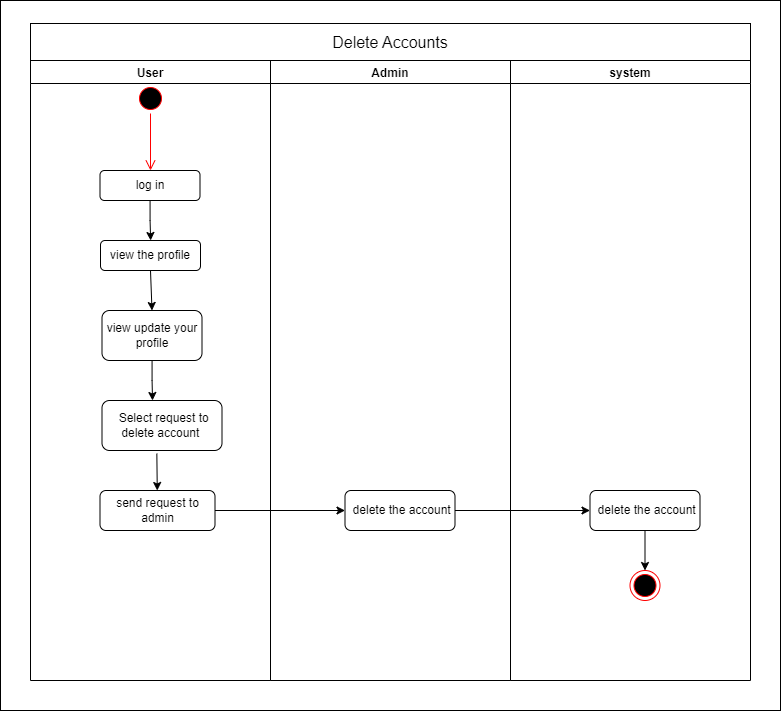 Delete Accounts
User
Admin
system
log in
view the profile
view update your
profile
Select request to
delete account
send request to
admin
delete the account
delete the account